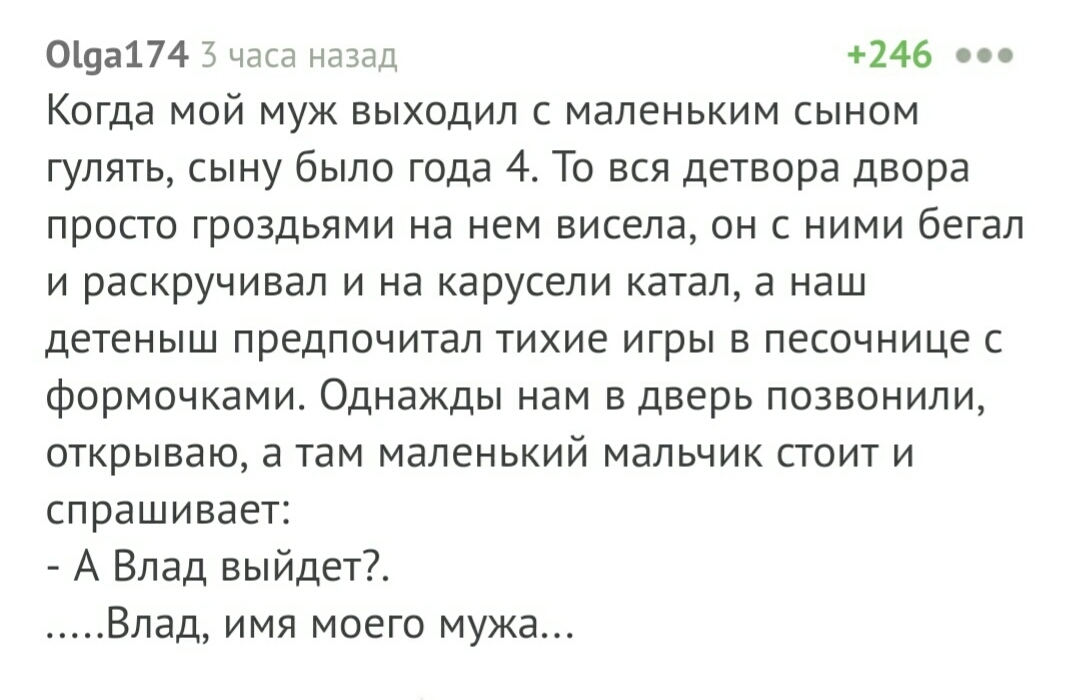 Olga174 3 часа назад +246 •••
Когда мой муж выходил с маленьким сыном
гулять, сыну было года 4. То вся детвора двора
просто гроздьями на нем висела, он с ними бегал
и раскручивал и на карусели катал, а наш
детеныш предпочитал тихие игры в песочнице с
формочками. Однажды нам в дверь позвонили,
открываю, а там маленький мальчик стоит и
спрашивает:
- А Влад выйдет?.
.....Влад, имя моего мужа...